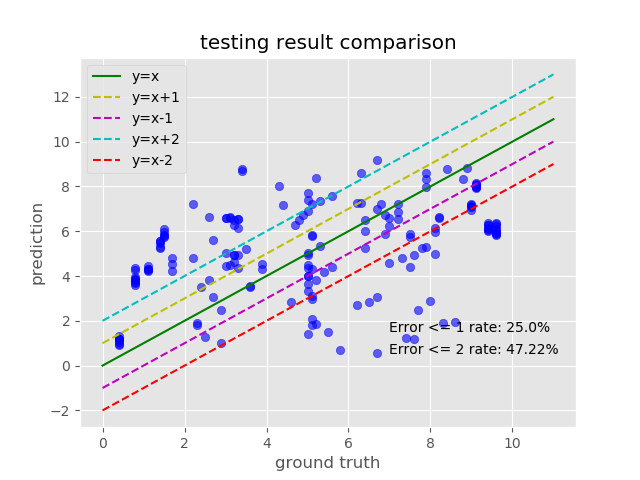 testing result comparison
y=x
y=x+1
y=x-1
y=x+2
y=x-2
12
10
8
6
4
2
0
−2
prediction
Error <= 1 rate: 25.0%
Error <= 2 rate: 47.22%
0 2 4 6 8 10
ground truth